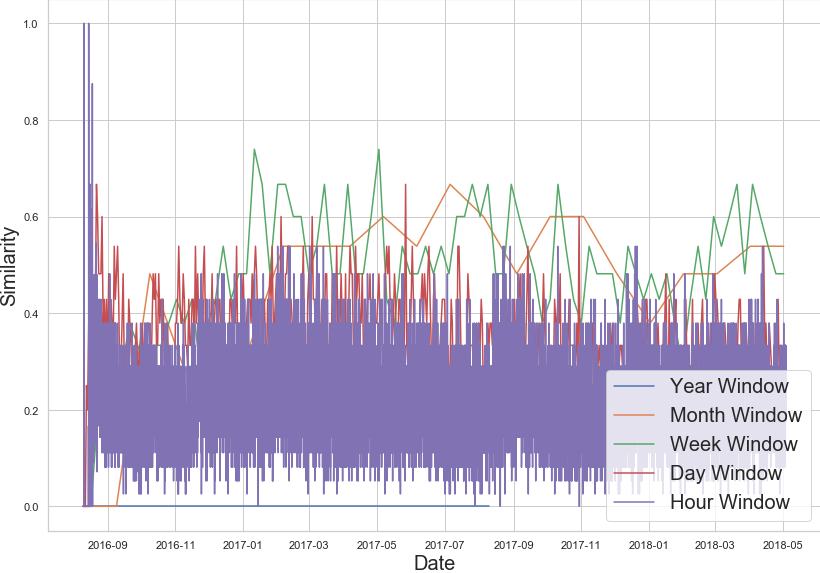 1.0
0.8
0.6
0.4
0.2
0.0
Similarity
2016-09 2016-11 2017-01 2017-03 2017-05 2017-07 2017-09 2017-11 2018-01 2018-03 2018-05
Date
Year Window
Month Window
Week Window
Day Window
Hour Window